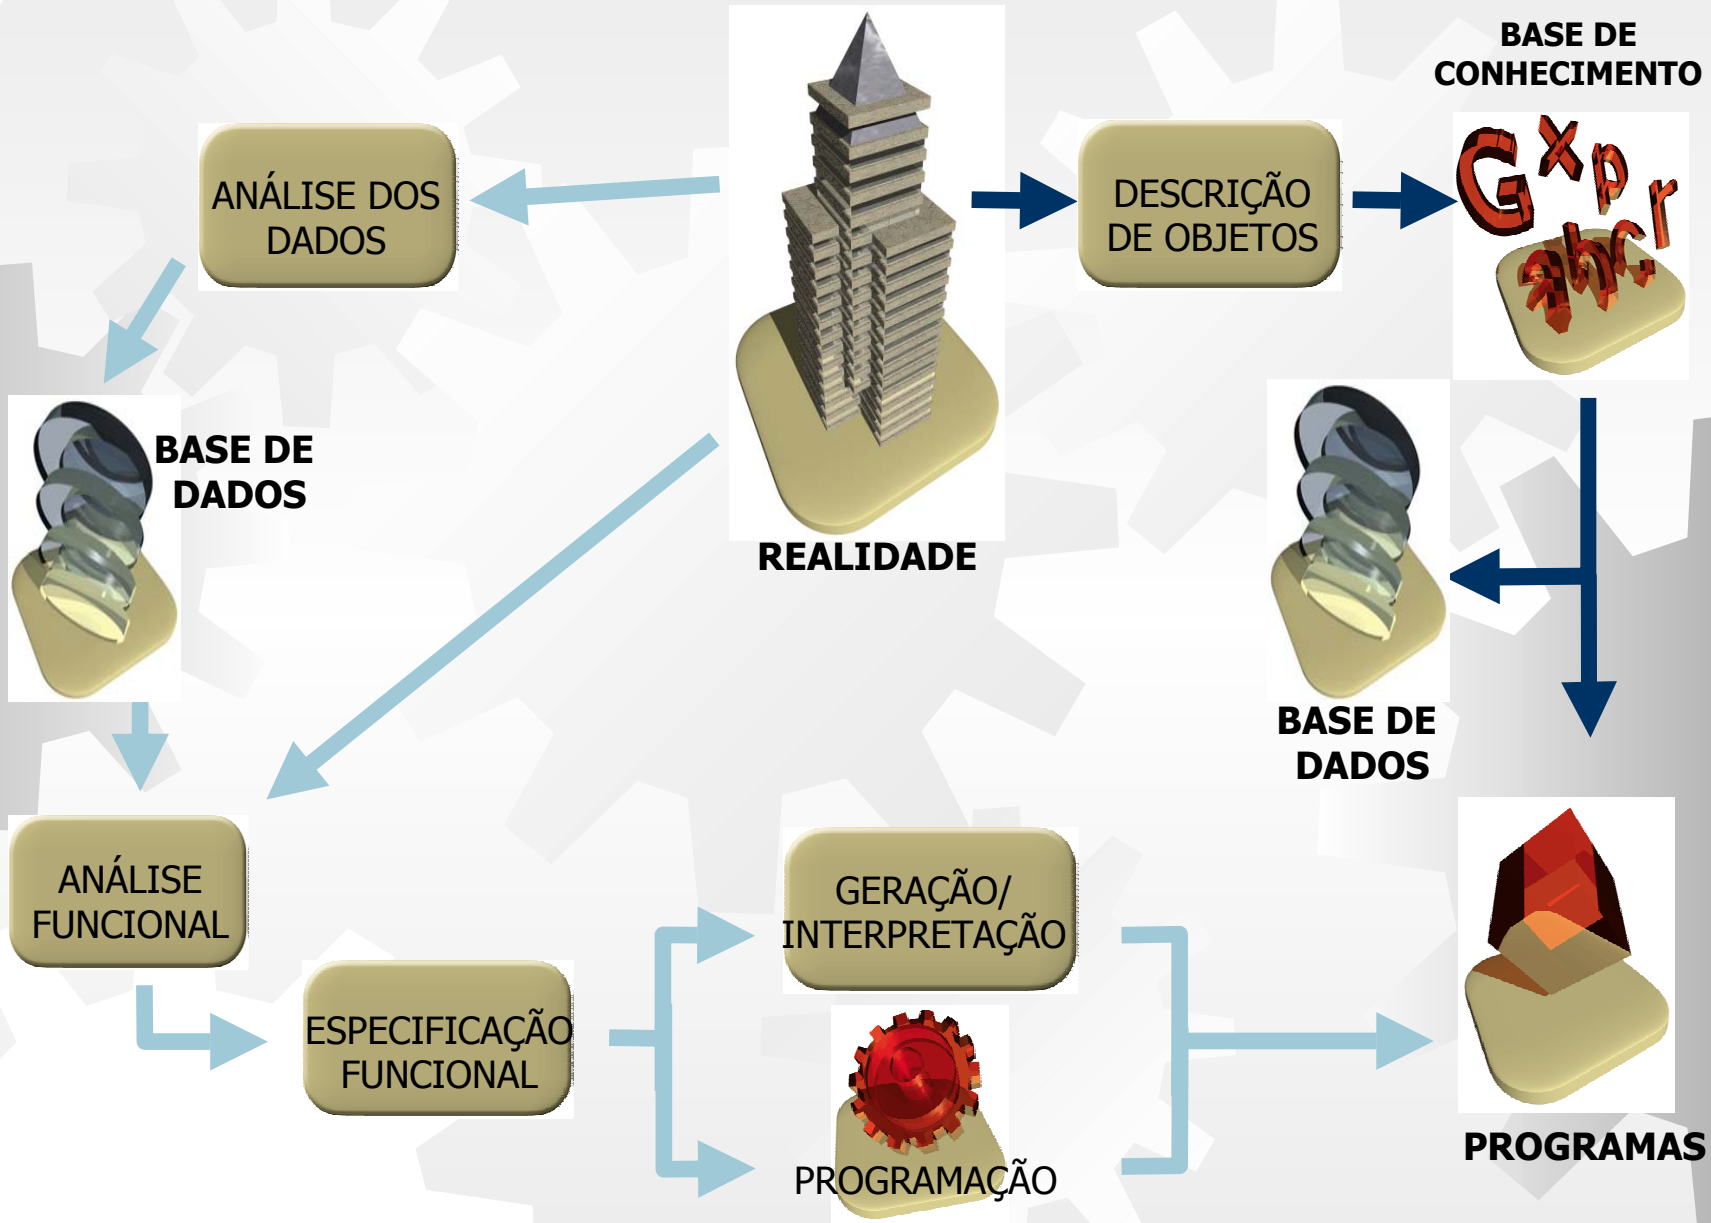 BASE DE
CONHECIMENTO
ANÁLISE DOS
DADOS
DESCRIÇÃO
DE OBJETOS
G x p r
a h c r
BASE DE
DADOS
REALIDADE
BASE DE
DADOS
ANÁLISE
FUNCIONAL
GERAÇÃO/
INTERPRETAÇÃO
ESPECIFICAÇÃO
FUNCIONAL
PROGRAMAÇÃO
PROGRAMAS